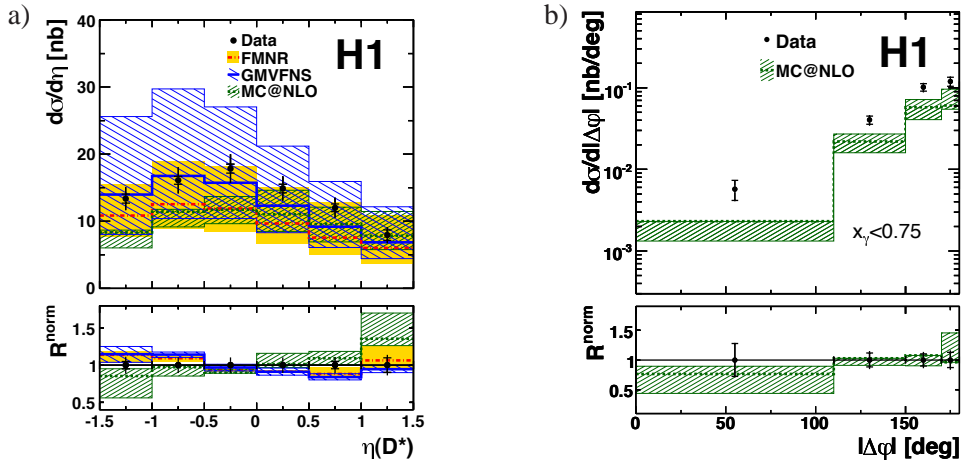 a)
dσ/dη [nb]
40
30
20
10
0
Data
FMNR
GMVFNS
MC@NLO
H1
R^norm
1.5
1
0.5
-1.5 -1 -0.5 0 0.5 1 1.5
η(D*)
b)
dσ/d|Δφ| [nb/deg]
10^-1
10^-2
10^-3
Data
MC@NLO
H1
x_γ<0.75
R^norm
1.5
1
0.5
0 50 100 150
|Δφ| [deg]